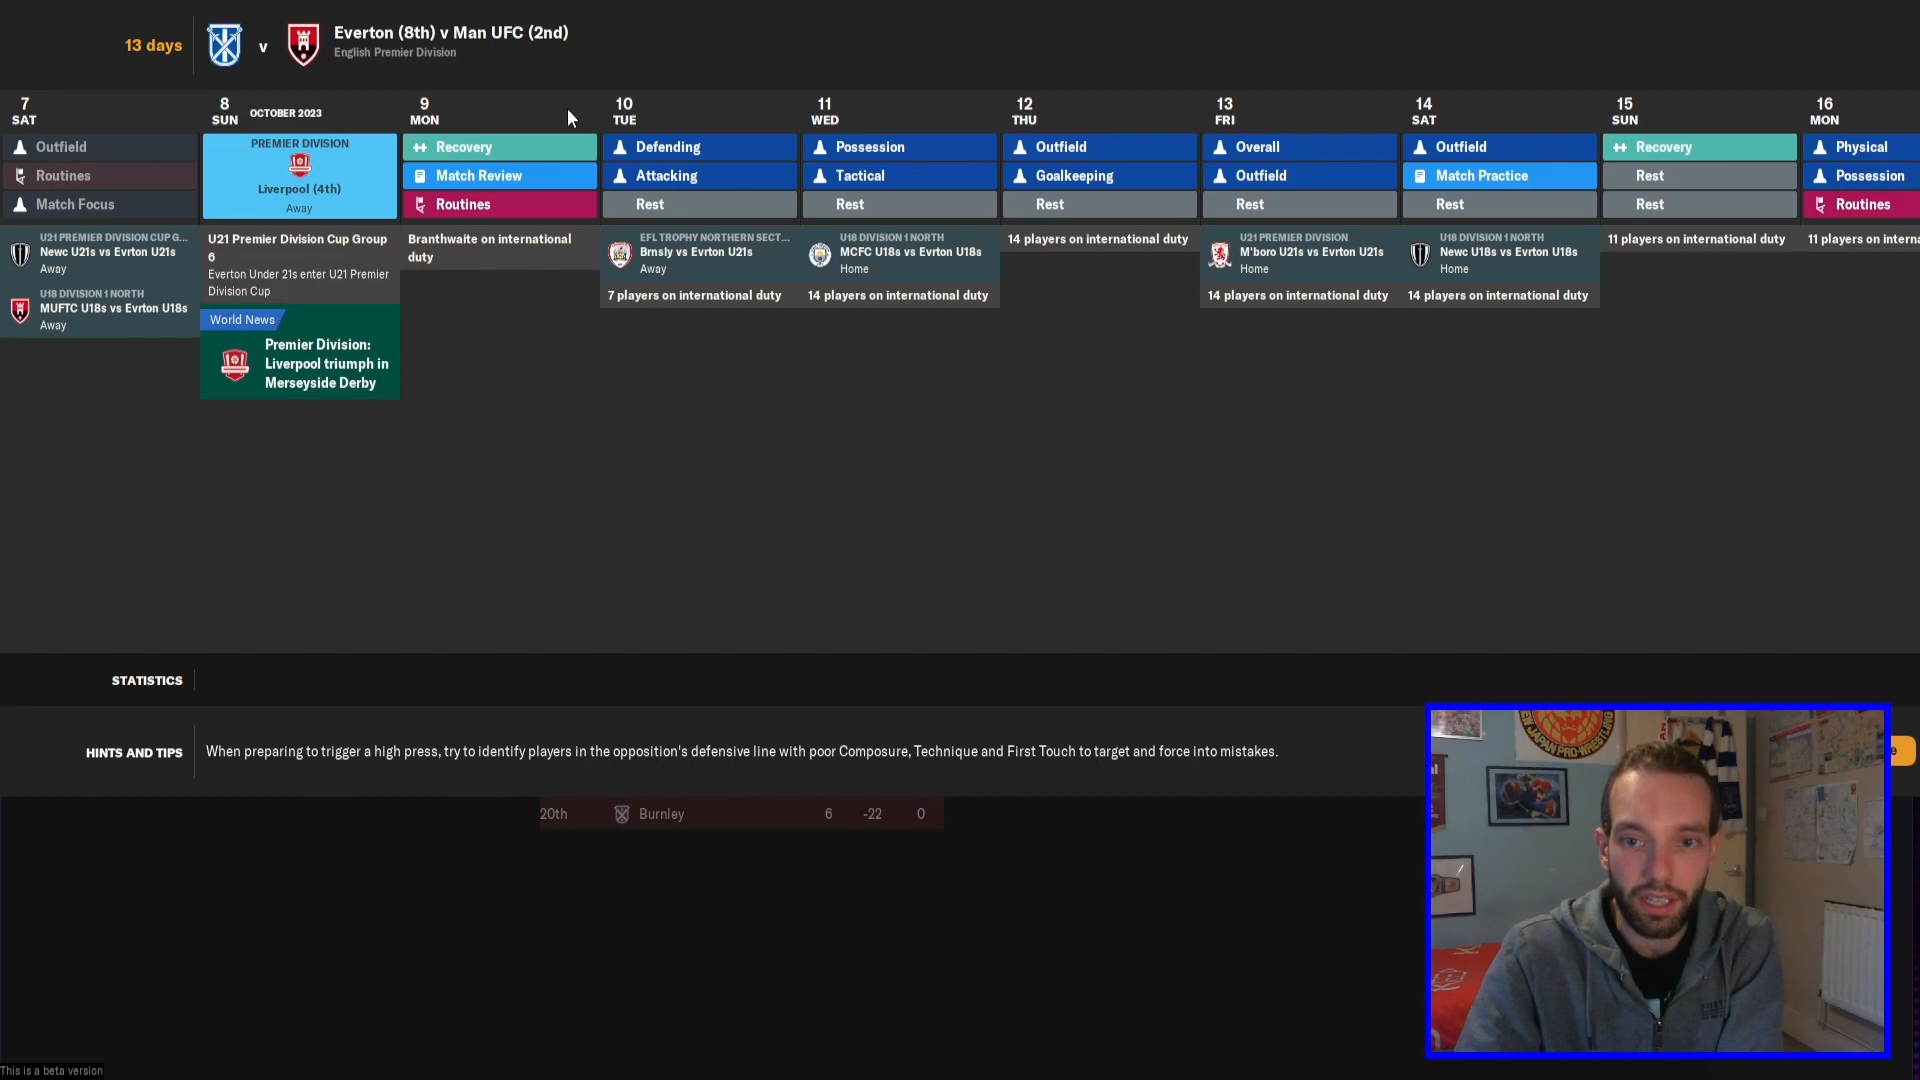 13 days
v
Everton (8th) v Man UFC (2nd)
English Premier Division
7
SAT
8
SUN
OCTOBER 2023
9
MON
10
TUE
11
WED
12
THU
13
FRI
14
SAT
15
SUN
16
MON
Outfield
Routines
Match Focus
PREMIER DIVISION
Liverpool (4th)
Away
Recovery
Match Review
Routines
Defending
Attacking
Rest
Possession
Tactical
Rest
Outfield
Goalkeeping
Rest
Overall
Outfield
Rest
Outfield
Match Practice
Rest
Recovery
Rest
Rest
Physical
Possession
Routines
U21 PREMIER DIVISION CUP G...
Newc U21s vs Evrton U21s
Away
U18 DIVISION 1 NORTH
MUFTC U18s vs Evrton U18s
Away
U21 Premier Division Cup Group
6
Everton Under 21s enter U21 Premier
Division Cup
World News
Premier Division:
Liverpool triumph in
Merseyside Derby
Branthwaite on international
duty
EFL TROPHY NORTHERN SECT...
Brnsly vs Evrton U21s
Away
7 players on international duty
U18 DIVISION 1 NORTH
MCFC U18s vs Evrton U18s
Home
14 players on international duty
14 players on international duty
U21 PREMIER DIVISION
M'boro U21s vs Evrton U21s
Home
14 players on international duty
U18 DIVISION 1 NORTH
Newc U18s vs Evrton U18s
Home
14 players on international duty
11 players on international duty
11 players on interna
STATISTICS
HINTS AND TIPS
When preparing to trigger a high press, try to identify players in the opposition's defensive line with poor Composure, Technique and First Touch to target and force into mistakes.
e
20th Burnley 6 -22 0
PAN PRO-WRESTLING
This is a beta version